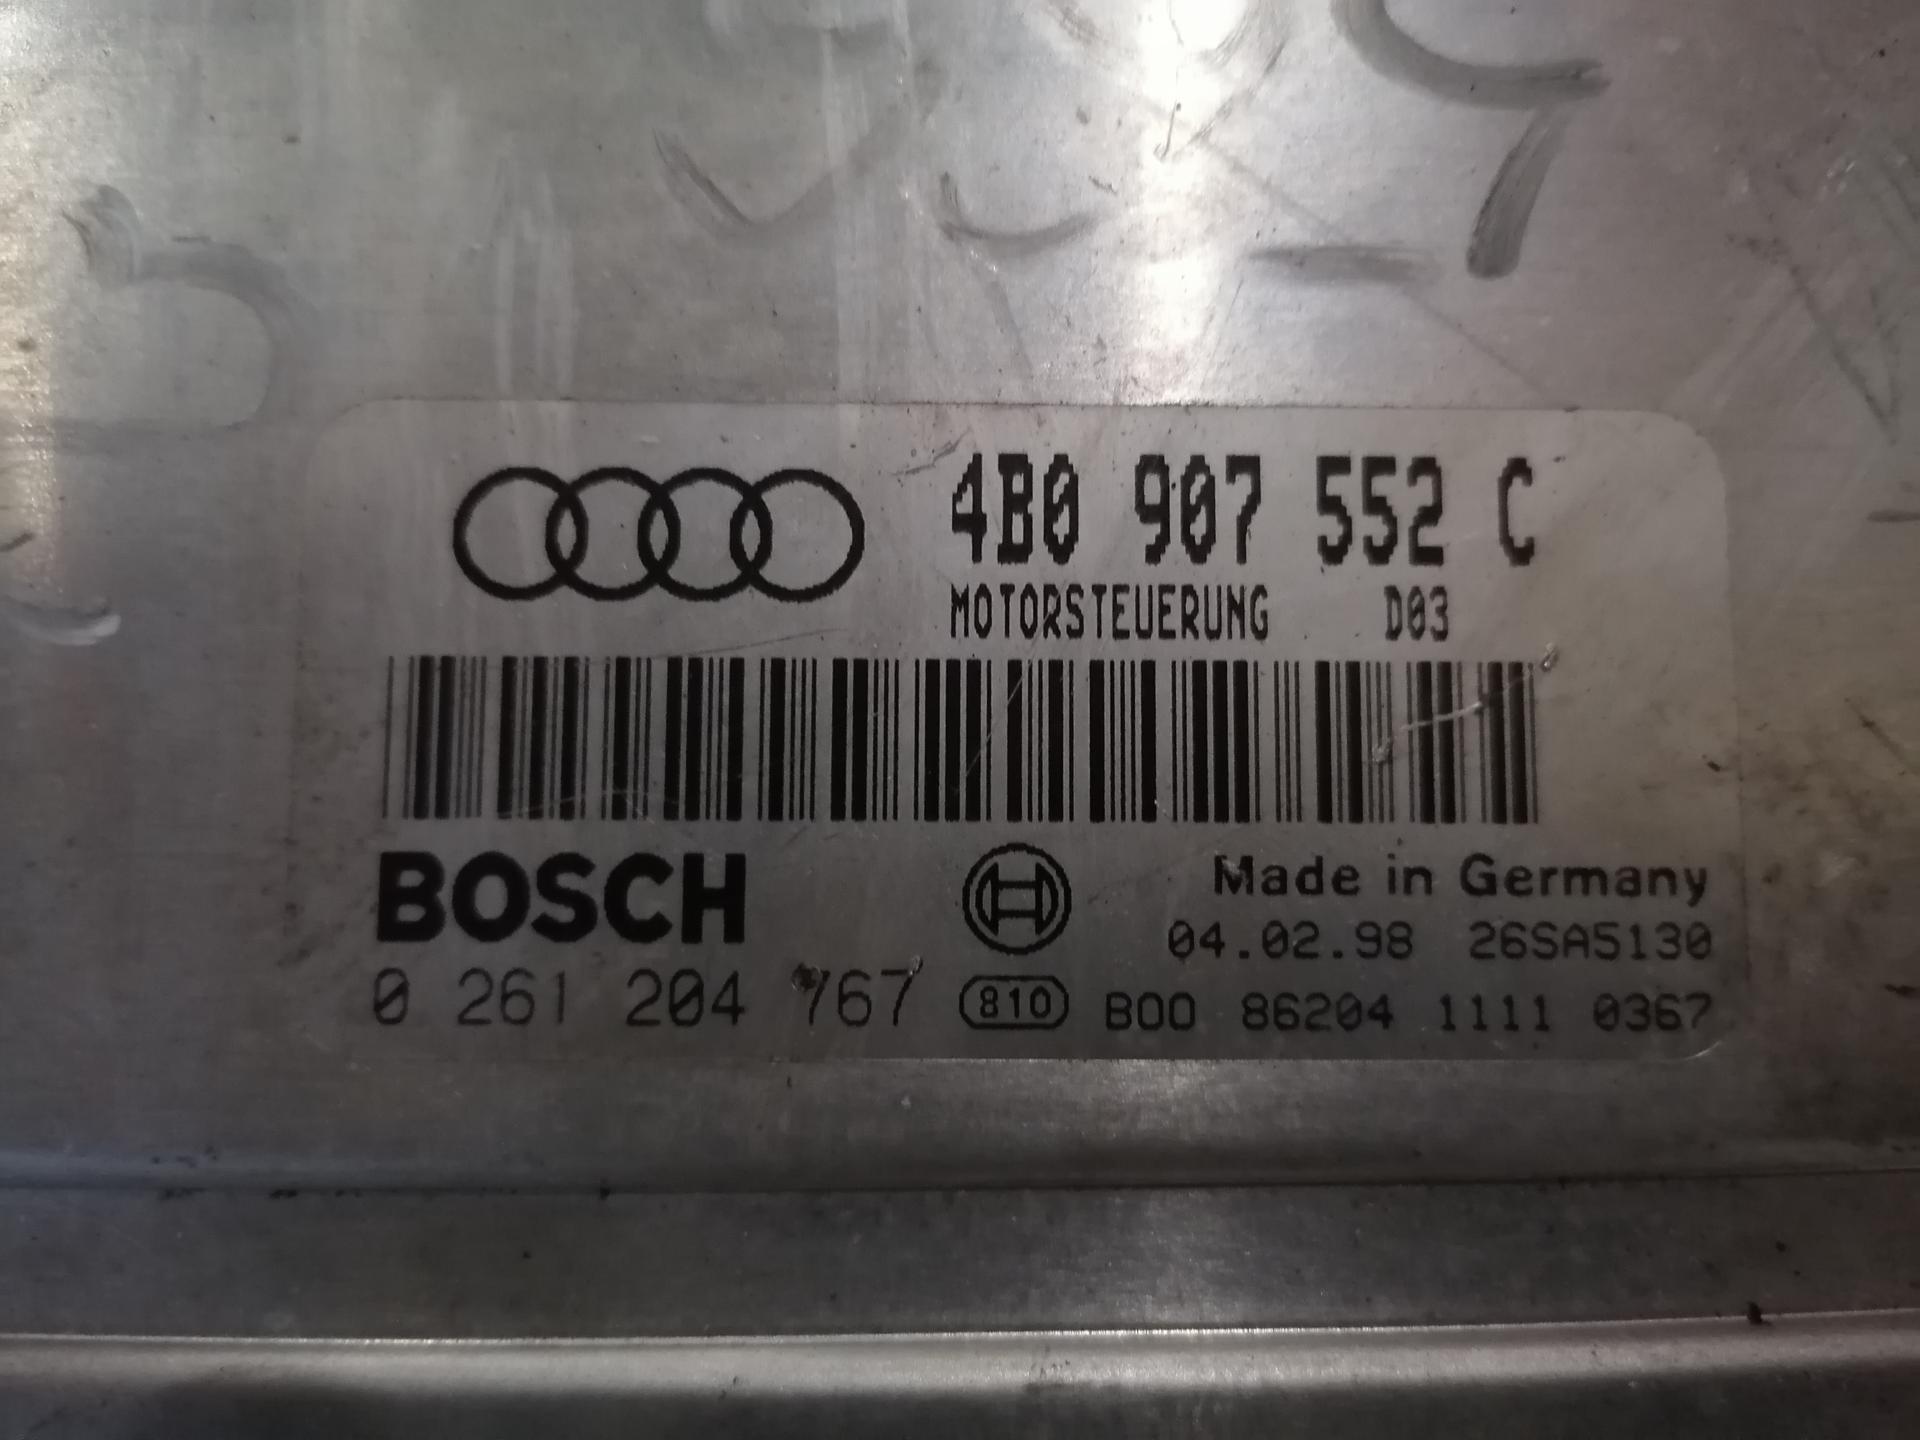 4B0 907 552 C
MOTORSTEUERUNG D03
BOSCH
Made in Germany
04.02.98 26SA5130
0 261 204 767
810
B00 86204 1111 0367